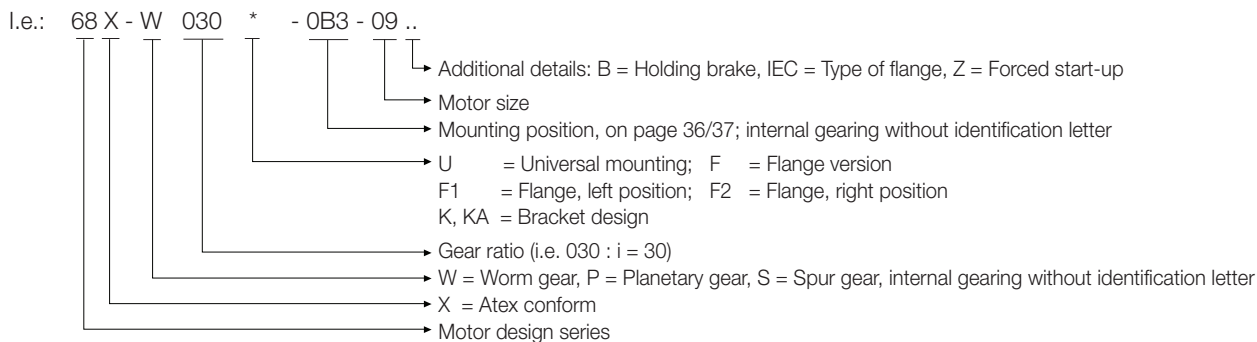 I.e.: 68 X - W 030 * - 0B3 - 09 ..
Additional details: B = Holding brake, IEC = Type of flange, Z = Forced start-up
Motor size
Mounting position, on page 36/37; internal gearing without identification letter
U = Universal mounting; F = Flange version
F1 = Flange, left position; F2 = Flange, right position
K, KA = Bracket design
Gear ratio (i.e. 030 : i = 30)
W = Worm gear, P = Planetary gear, S = Spur gear, internal gearing without identification letter
X = Atex conform
Motor design series